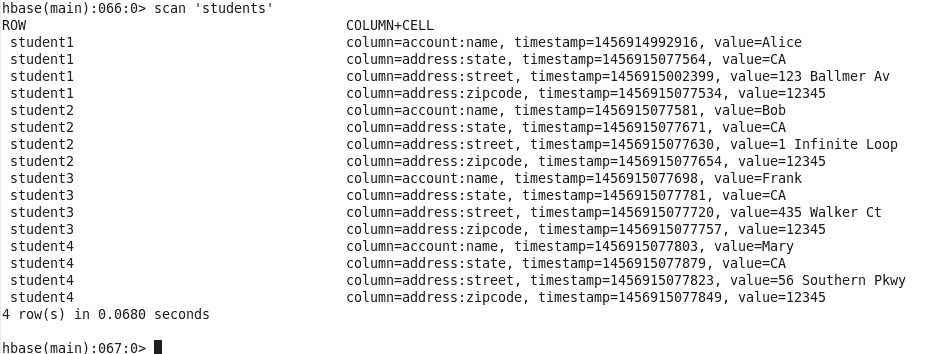 hbase(main):066:0> scan 'students'
ROW COLUMN+CELL
student1 column=account:name, timestamp=1456914992916, value=Alice
student1 column=address:state, timestamp=1456915077564, value=CA
student1 column=address:street, timestamp=1456915002399, value=123 Ballmer Av
student1 column=address:zipcode, timestamp=1456915077534, value=12345
student2 column=account:name, timestamp=1456915077581, value=Bob
student2 column=address:state, timestamp=1456915077671, value=CA
student2 column=address:street, timestamp=1456915077630, value=1 Infinite Loop
student2 column=address:zipcode, timestamp=1456915077654, value=12345
student3 column=account:name, timestamp=1456915077698, value=Frank
student3 column=address:state, timestamp=1456915077781, value=CA
student3 column=address:street, timestamp=1456915077720, value=435 Walker Ct
student3 column=address:zipcode, timestamp=1456915077757, value=12345
student4 column=account:name, timestamp=1456915077803, value=Mary
student4 column=address:state, timestamp=1456915077879, value=CA
student4 column=address:street, timestamp=1456915077823, value=56 Southern Pkwy
student4 column=address:zipcode, timestamp=1456915077849, value=12345
4 row(s) in 0.0680 seconds
hbase(main):067:0>